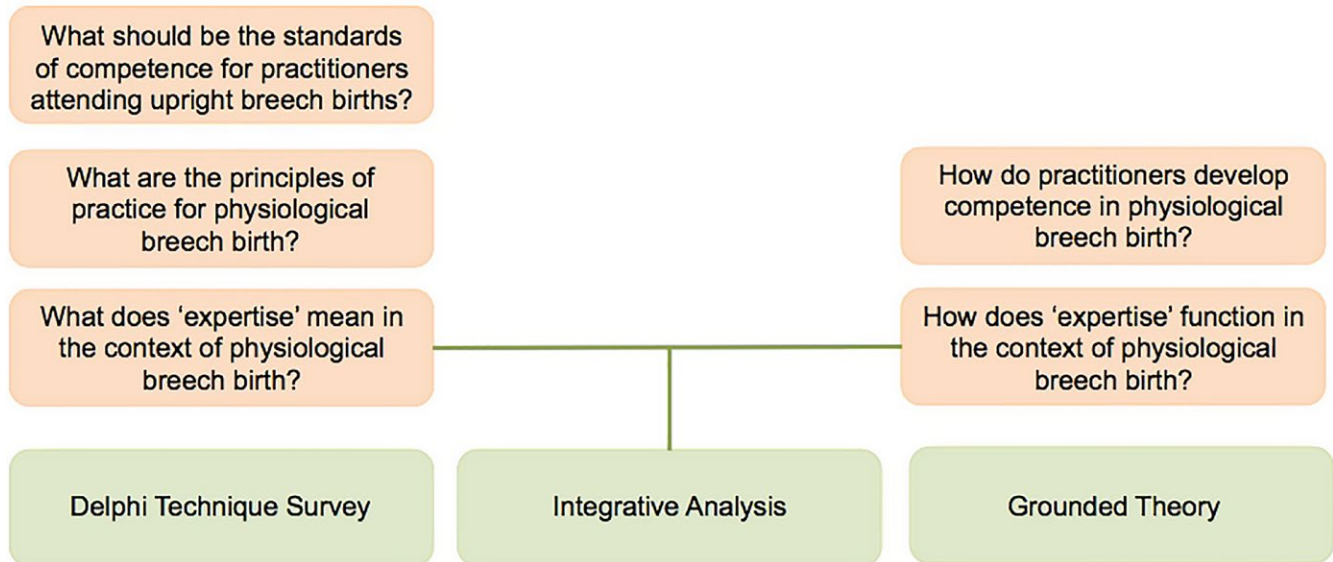 What should be the standards
of competence for practitioners
attending upright breech births?
What are the principles of
practice for physiological
breech birth?
How do practitioners develop
competence in physiological
breech birth?
What does ‘expertise’ mean in
the context of physiological
breech birth?
How does ‘expertise’ function in
the context of physiological
breech birth?
Delphi Technique Survey
Integrative Analysis
Grounded Theory